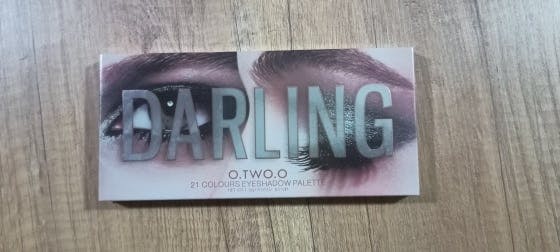 DARLING
O.TWO.O
21 COLOURS EYESHADOW PALETTE